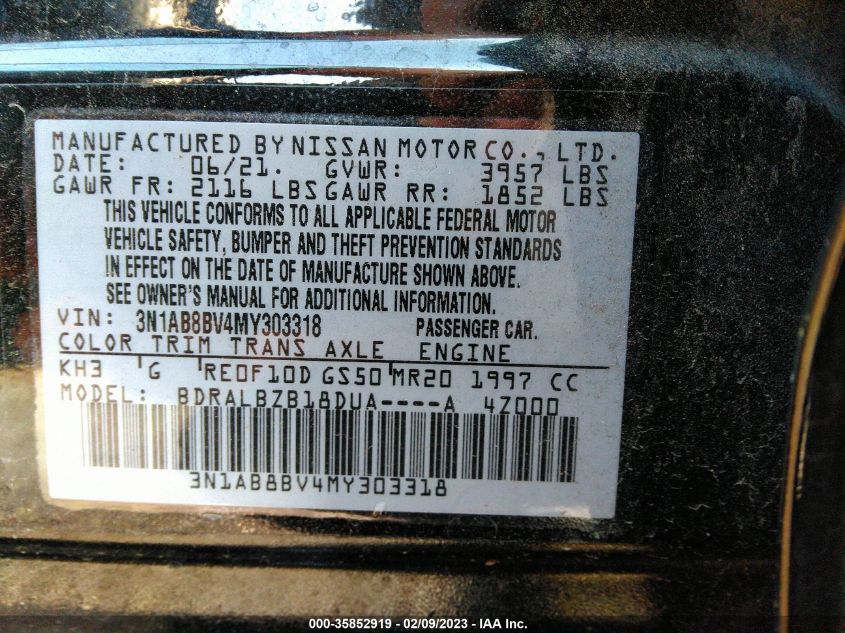 MANUFACTURED BY NISSAN MOTOR CO., LTD.
DATE: 06/21. GVWR: 3957 LBS
GAWR FR: 2116 LBS GAWR RR: 1852 LBS
THIS VEHICLE CONFORMS TO ALL APPLICABLE FEDERAL MOTOR
VEHICLE SAFETY, BUMPER AND THEFT PREVENTION STANDARDS
IN EFFECT ON THE DATE OF MANUFACTURE SHOWN ABOVE.
SEE OWNER'S MANUAL FOR ADDITIONAL INFORMATION.
VIN: 3N1AB8BV4MY303318 PASSENGER CAR.
COLOR TRIM TRANS AXLE ENGINE
KH3 'G 'RE0F10D GS50 'MR20 1997 CC
MODEL: BDRALBZB18DUA----A 4Z000
3N1AB8BV4MY303318
000-35852919 - 02/09/2023 - IAA Inc.